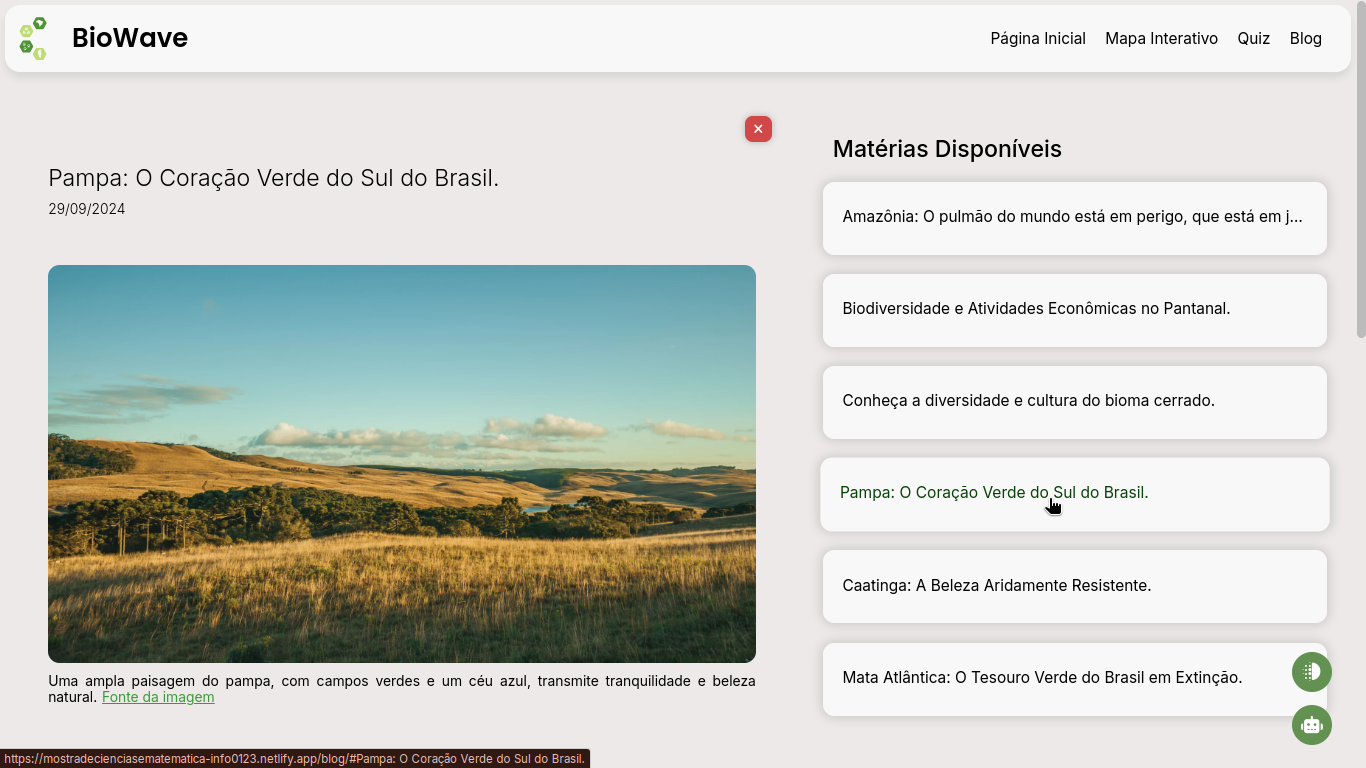 BioWave
Página Inicial
Mapa Interativo
Quiz
Blog
×
Pampa: O Coração Verde do Sul do Brasil.
29/09/2024
Uma ampla paisagem do pampa, com campos verdes e um céu azul, transmite tranquilidade e beleza
natural. Fonte da imagem
Matérias Disponíveis
Amazônia: O pulmão do mundo está em perigo, que está em j...
Biodiversidade e Atividades Econômicas no Pantanal.
Conheça a diversidade e cultura do bioma cerrado.
Pampa: O Coração Verde do Sul do Brasil.
Caatinga: A Beleza Aridamente Resistente.
Mata Atlântica: O Tesouro Verde do Brasil em Extinção.
https://mostradecienciasematematica-info0123.netlify.app/blog/#Pampa: O Coração Verde do Sul do Brasil.